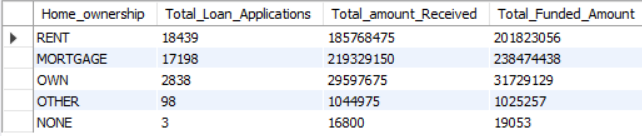 Home_ownership Total_Loan_Applications Total_amount_Received Total_Funded_Amount
RENT 18439 185768475 201823056
MORTGAGE 17198 219329150 238474438
OWN 2838 29597675 31729129
OTHER 98 1044975 1025257
NONE 3 16800 19053